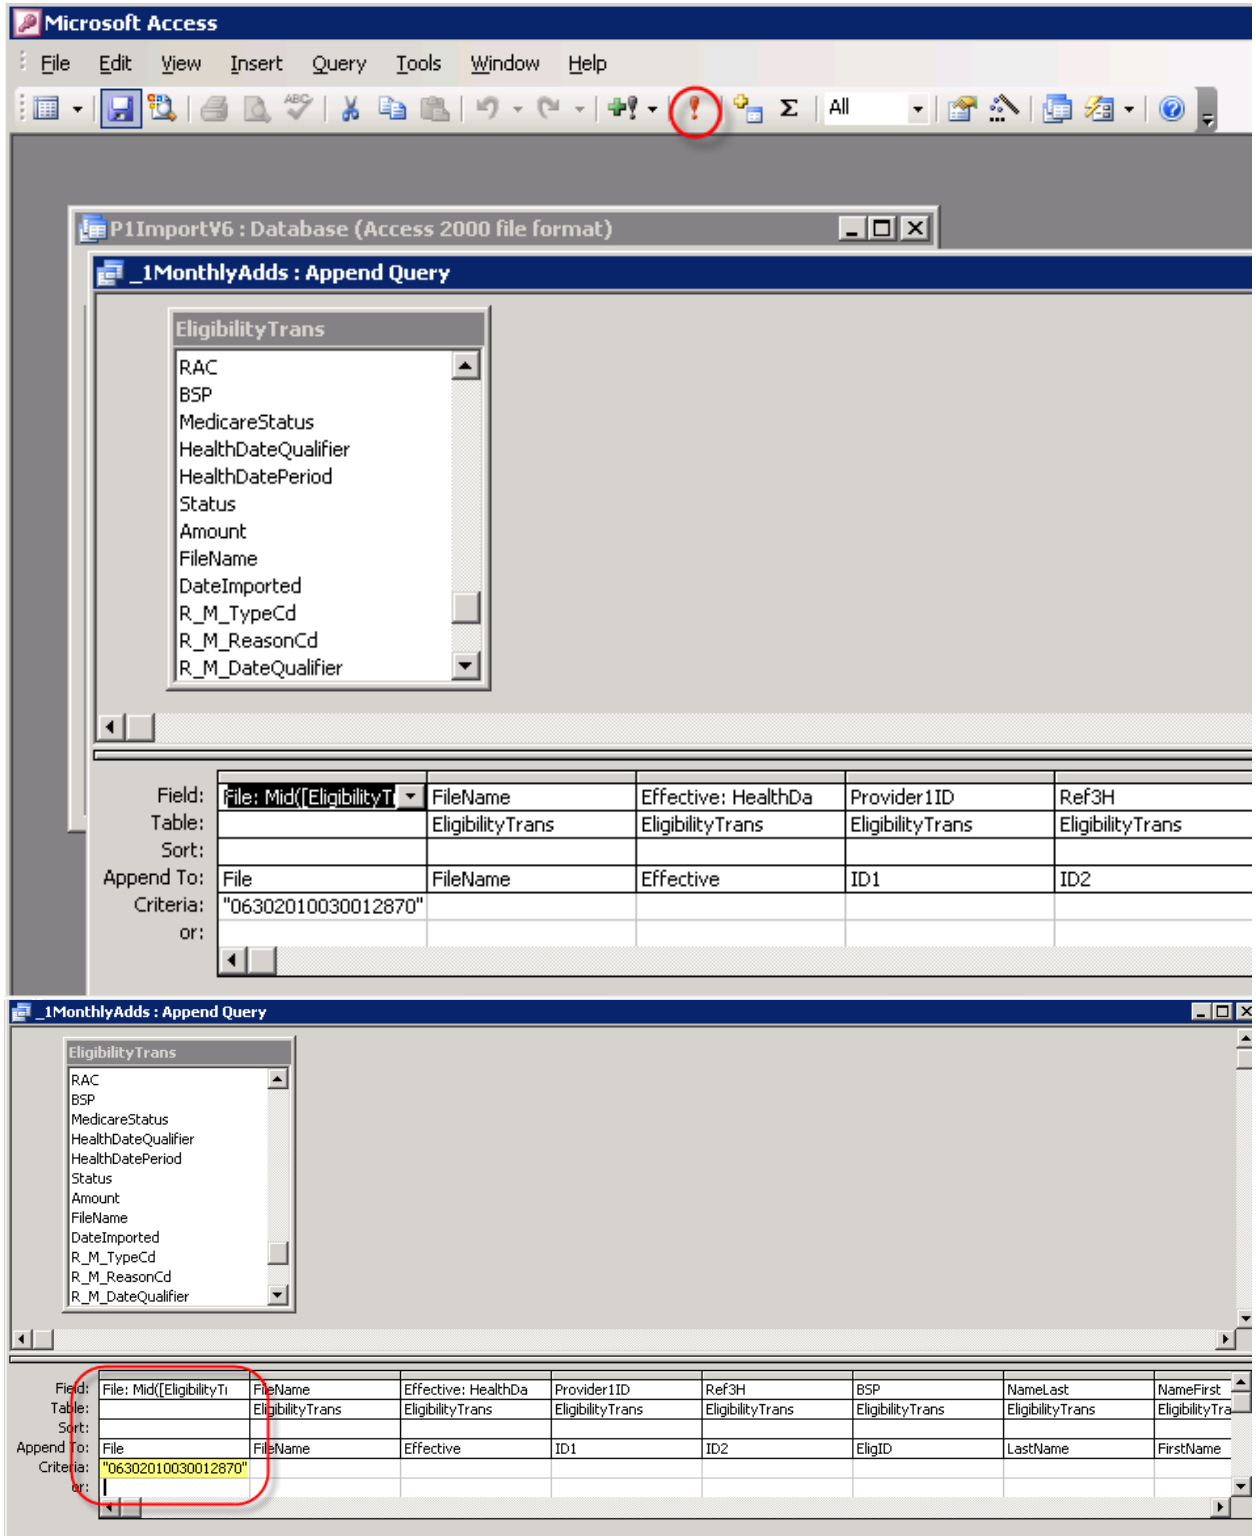 Microsoft Access
File Edit View Insert Query Tools Window Help
ABC All
P1ImportV6 : Database (Access 2000 file format)
_1MonthlyAdds : Append Query
EligibilityTrans
RAC
BSP
MedicareStatus
HealthDateQualifier
HealthDatePeriod
Status
Amount
FileName
DateImported
R_M_TypeCd
R_M_ReasonCd
R_M_DateQualifier
Field: File: Mid([EligibilityTr FileName Effective: HealthDa Provider1ID Ref3H
Table: EligibilityTrans EligibilityTrans EligibilityTrans EligibilityTrans
Sort:
Append To: File FileName Effective ID1 ID2
Criteria: "06302010030012870"
or:
_1MonthlyAdds : Append Query
EligibilityTrans
RAC
BSP
MedicareStatus
HealthDateQualifier
HealthDatePeriod
Status
Amount
FileName
DateImported
R_M_TypeCd
R_M_ReasonCd
R_M_DateQualifier
Field: File: Mid([EligibilityTr FileName Effective: HealthDa Provider1ID Ref3H BSP NameLast NameFirst
Table: EligibilityTrans EligibilityTrans EligibilityTrans EligibilityTrans EligibilityTrans EligibilityTrans EligibilityTra
Sort:
Append To: File FileName Effective ID1 ID2 EligID LastName FirstName
Criteria: "06302010030012870"
or: